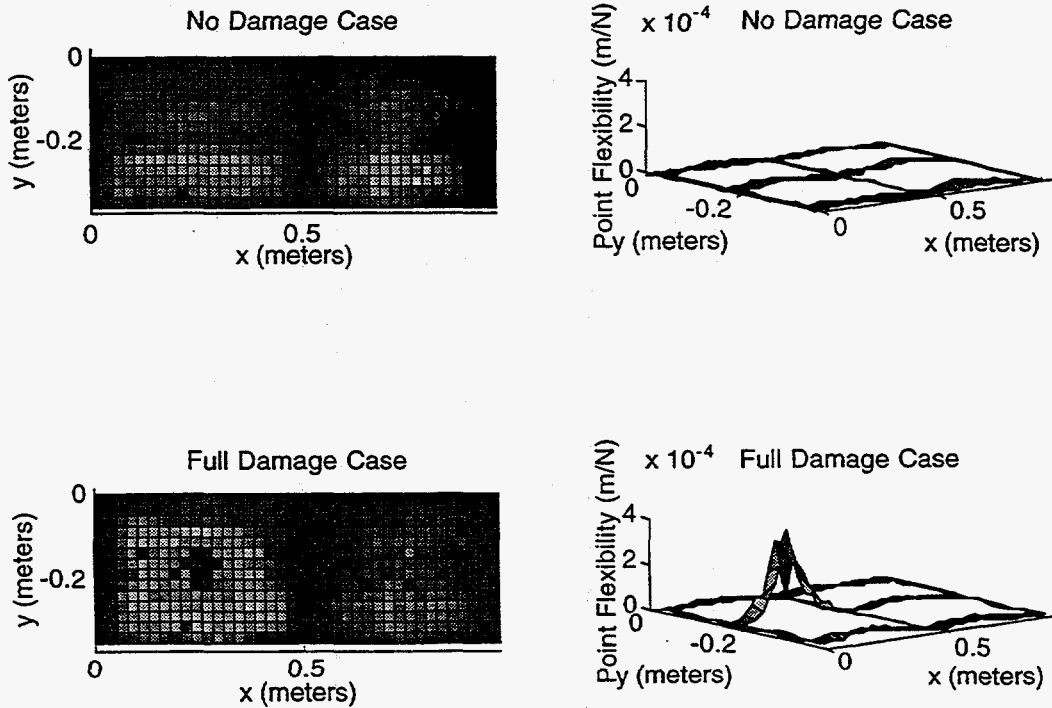 No Damage Case
0
-0.2
y (meters)
0
0.5
x (meters)
x 10-4 No Damage Case
4
2
0
Point Flexibility (m/N)
0
-0.2
y (meters)
0
0.5
x (meters)
Full Damage Case
0
-0.2
y (meters)
0
0.5
x (meters)
x 10-4 Full Damage Case
4
2
0
Point Flexibility (m/N)
0
-0.2
y (meters)
0
0.5
x (meters)